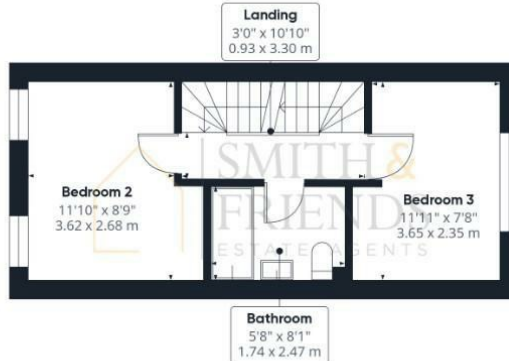 Landing
3'0" x 10'10"
0.93 x 3.30 m
SMITH &
FRIENDS
ESTATE AGENTS
Bedroom 2
11'10" x 8'9"
3.62 x 2.68 m
Bedroom 3
11'11" x 7'8"
3.65 x 2.35 m
Bathroom
5'8" x 8'1"
1.74 x 2.47 m